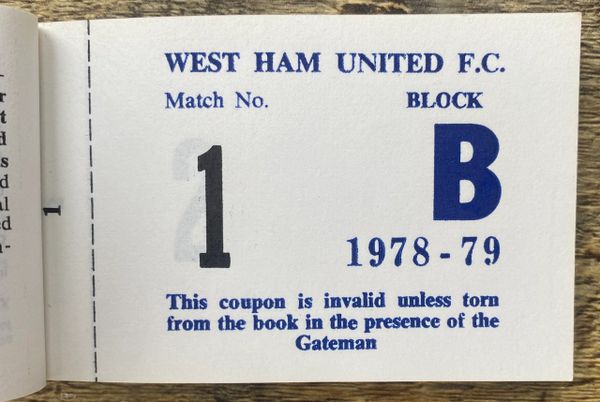 WEST HAM UNITED F.C.
Match No. BLOCK
1 B
1978-79
This coupon is invalid unless torn
from the book in the presence of the
Gateman
1